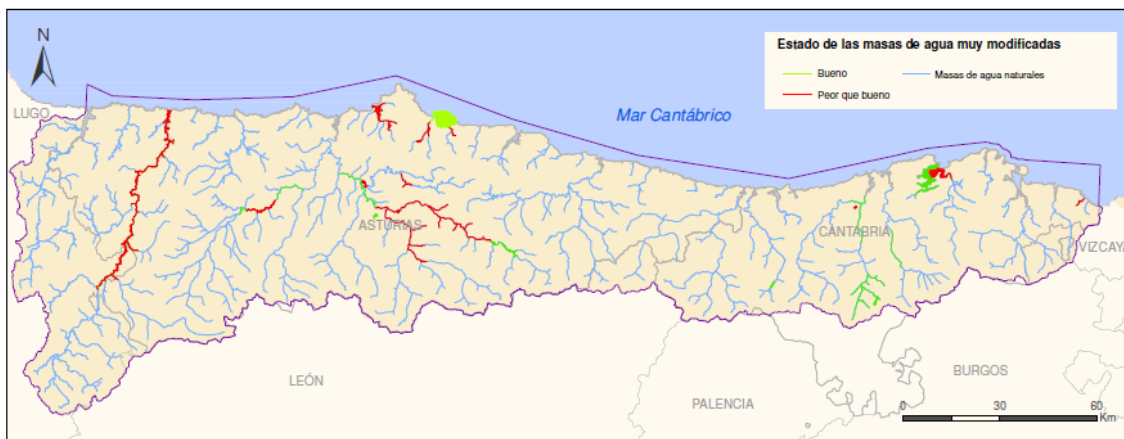 N
Estado de las masas de agua muy modificadas
Bueno
Masas de agua naturales
Peor que bueno
LUGO
Mar Cantábrico
ASTURIAS
CANTABRIA
VIZCAYA
LEÓN
PALENCIA
BURGOS
0 30 60
Km